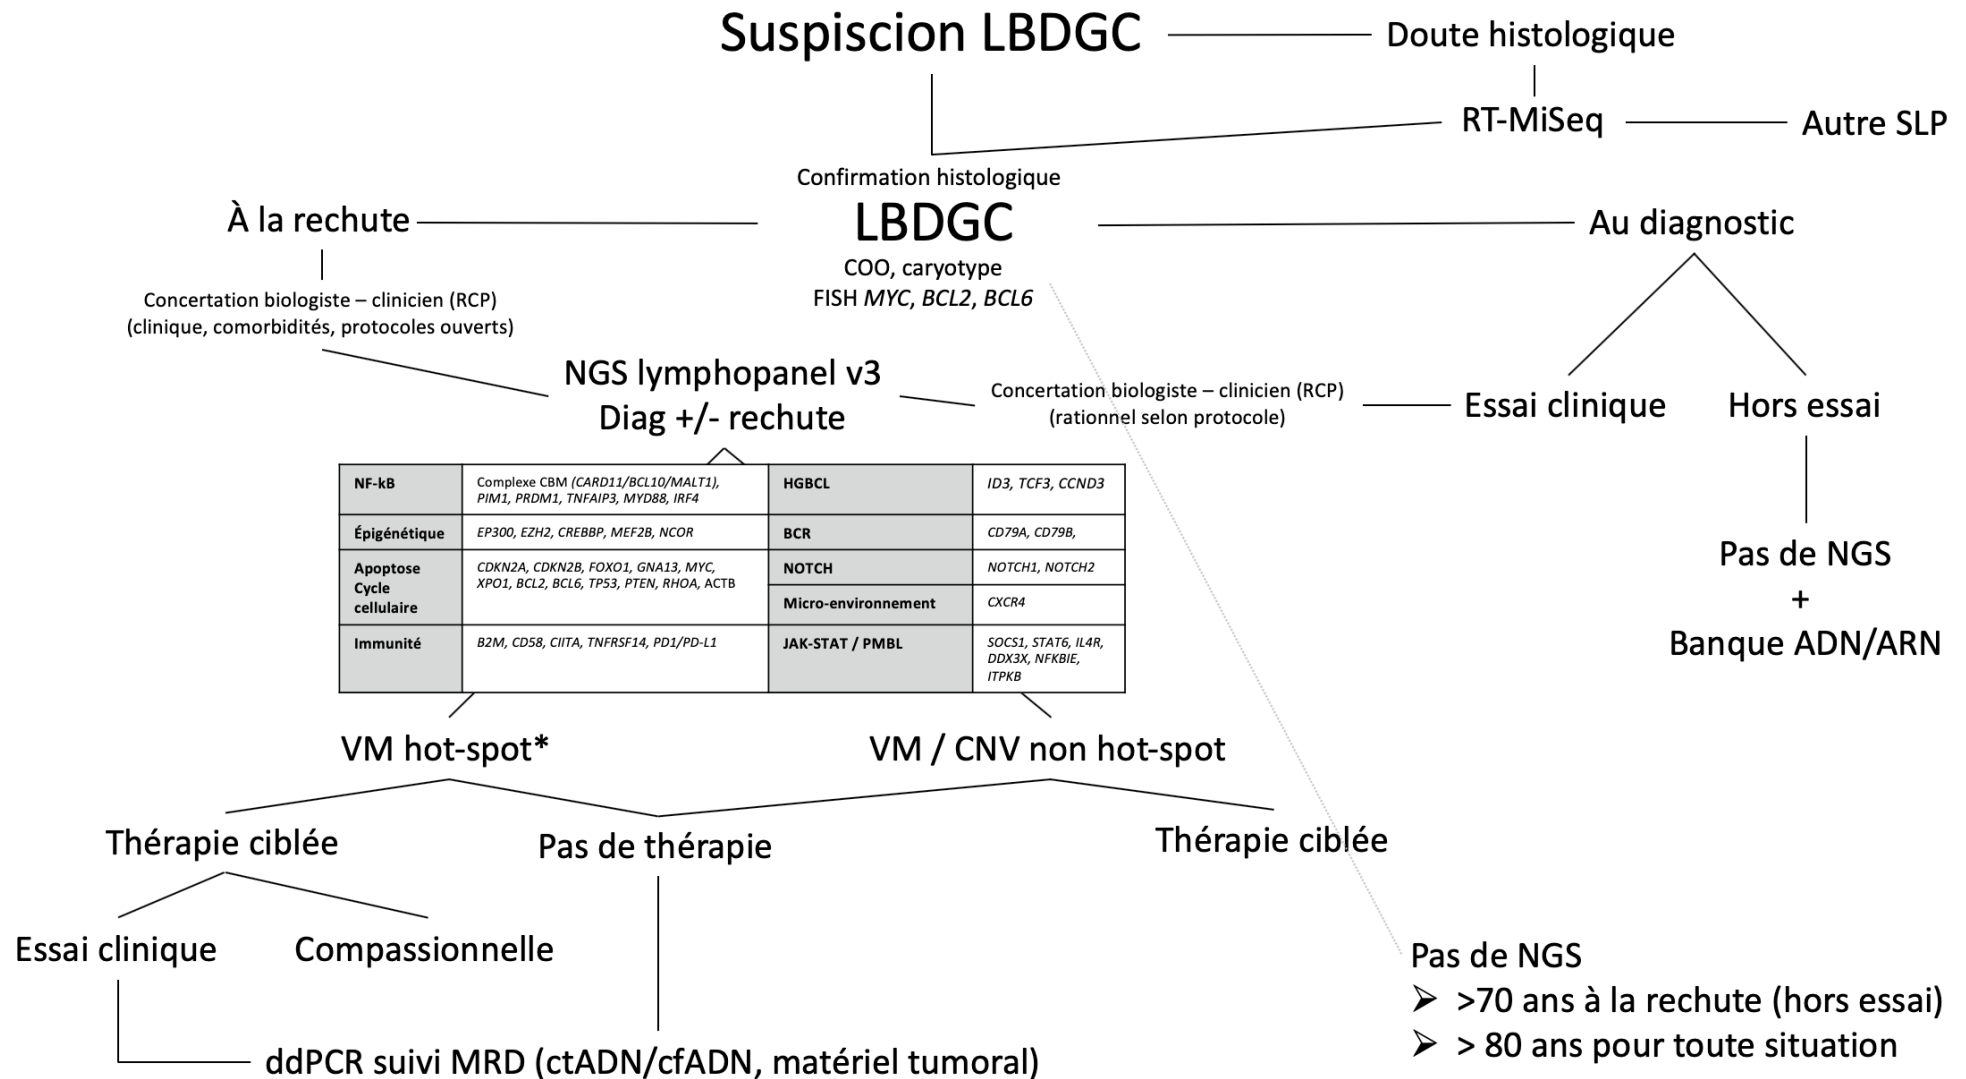 Suspiscion LBDGC
Doute histologique
RT-MiSeq
Autre SLP
Confirmation histologique
À la rechute
LBDGC
Au diagnostic
COO, caryotype
FISH MYC, BCL2, BCL6
Concertation biologiste – clinicien (RCP)
(clinique, comorbidités, protocoles ouverts)
NGS lymphopanel v3
Diag +/- rechute
Concertation biologiste – clinicien (RCP)
(rationnel selon protocole)
Essai clinique
Hors essai
Pas de NGS
+
Banque ADN/ARN
NF-kB
Complexe CBM (CARD11/BCL10/MALT1),
PIM1, PRDM1, TNFAIP3, MYD88, IRF4
HGBCL
ID3, TCF3, CCND3
Épigénétique
EP300, EZH2, CREBBP, MEF2B, NCOR
BCR
CD79A, CD79B,
Apoptose
Cycle
cellulaire
CDKN2A, CDKN2B, FOXO1, GNA13, MYC,
XPO1, BCL2, BCL6, TP53, PTEN, RHOA, ACTB
NOTCH
NOTCH1, NOTCH2
Micro-environnement
CXCR4
Immunité
B2M, CD58, CIITA, TNFRSF14, PD1/PD-L1
JAK-STAT / PMBL
SOCS1, STAT6, IL4R,
DDX3X, NFKBIE,
ITPKB
VM hot-spot*
VM / CNV non hot-spot
Thérapie ciblée
Pas de thérapie
Thérapie ciblée
Essai clinique
Compassionnelle
ddPCR suivi MRD (ctADN/cfADN, matériel tumoral)
Pas de NGS
➢ >70 ans à la rechute (hors essai)
➢ > 80 ans pour toute situation